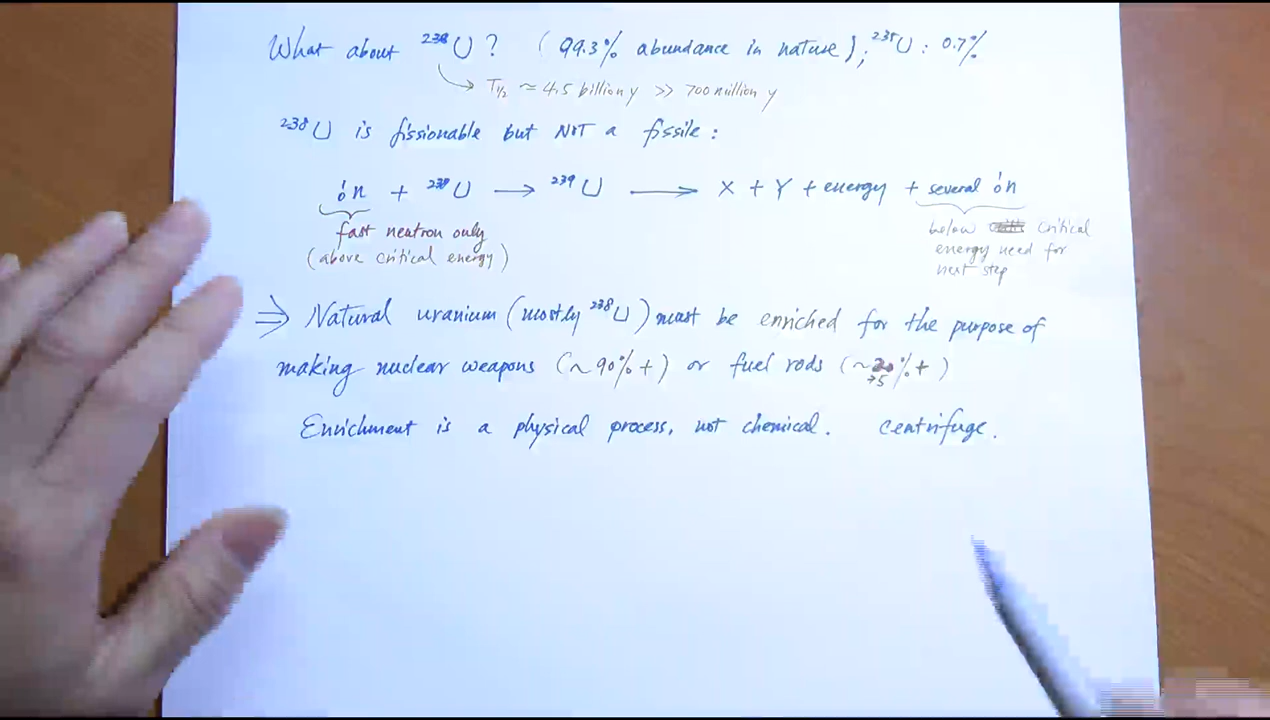 What about ²³⁸U? (99.3% abundance in nature); ²³⁵U: 0.7%
T½ ≈ 4.5 billion y >> 700 million y
²³⁸U is fissionable but NOT a fissile:
¹₀n + ²³⁸U → ²³⁹U → X + Y + energy + several ¹₀n
fast neutron only
(above critical energy)
below critical
energy need for
next step
⇒ Natural uranium (mostly ²³⁸U) must be enriched for the purpose of
making nuclear weapons (~90%+) or fuel rods (~20%+)
→5
Enrichment is a physical process, not chemical. Centrifuge.